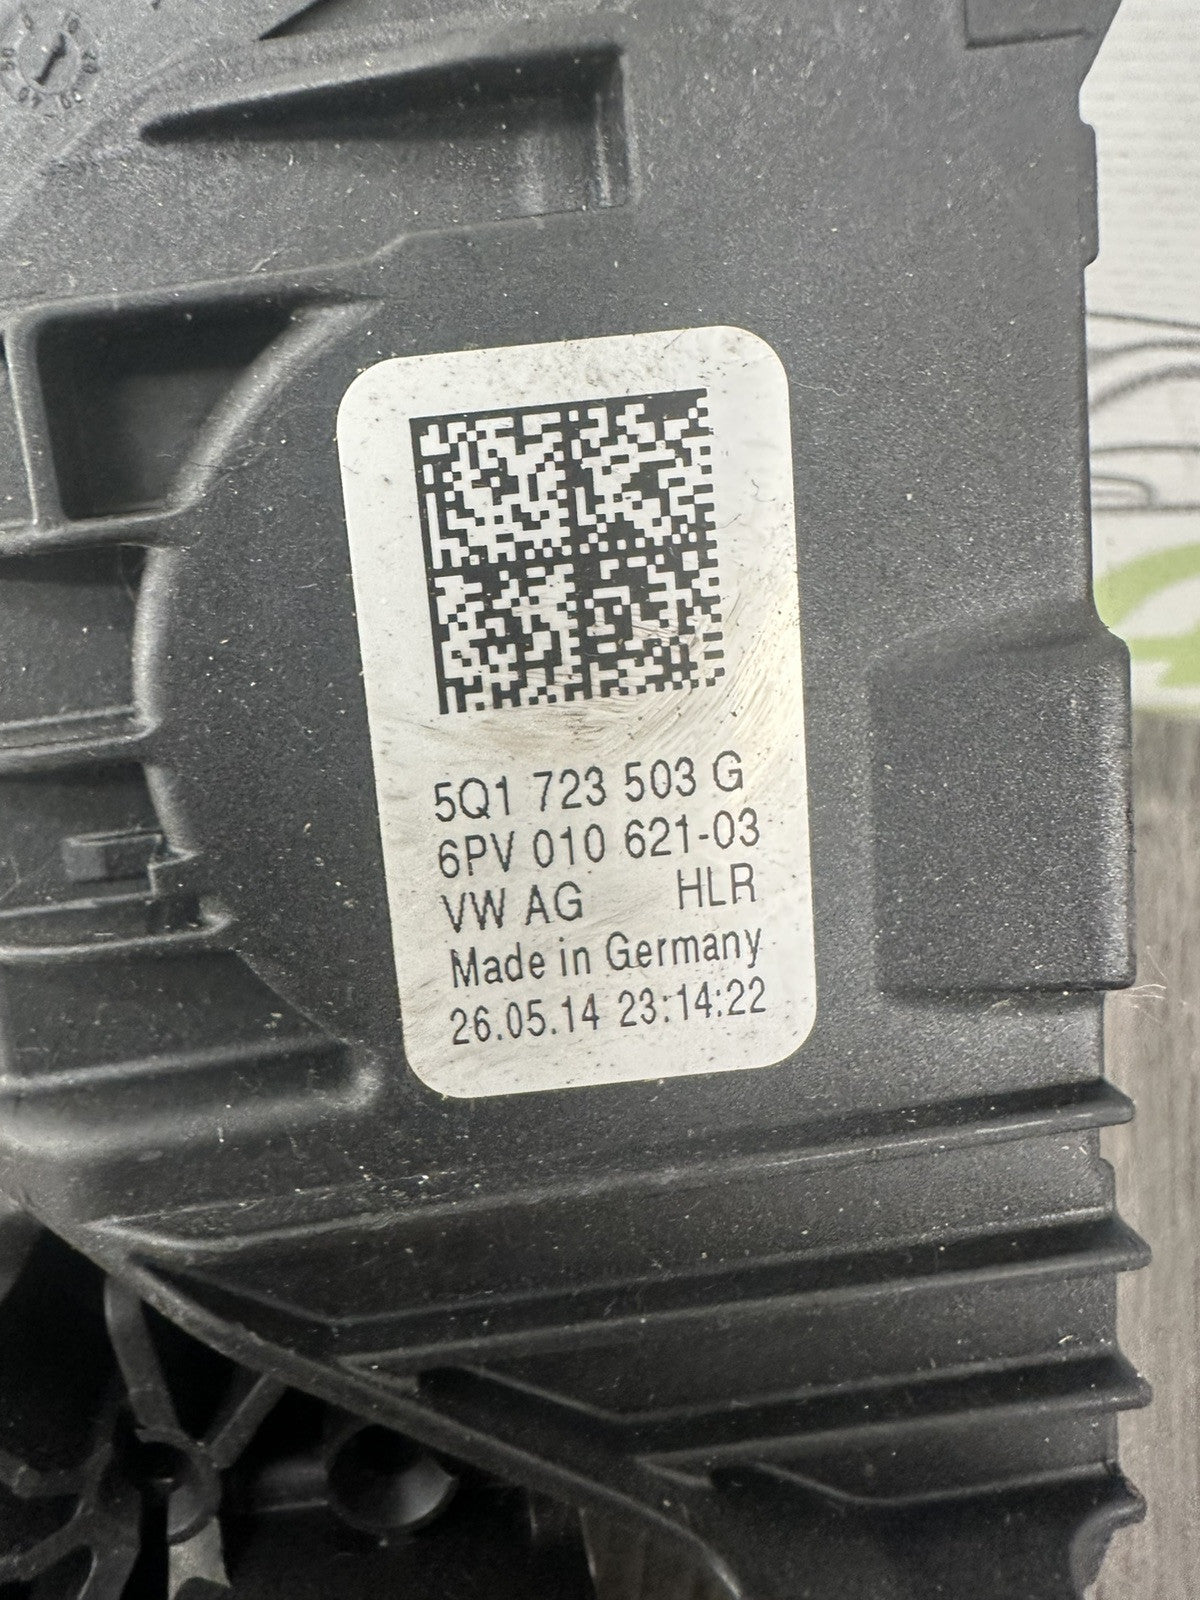 5Q1 723 503 G
6PV 010 621-03
VW AG HLR
Made in Germany
26.05.14 23:14:22